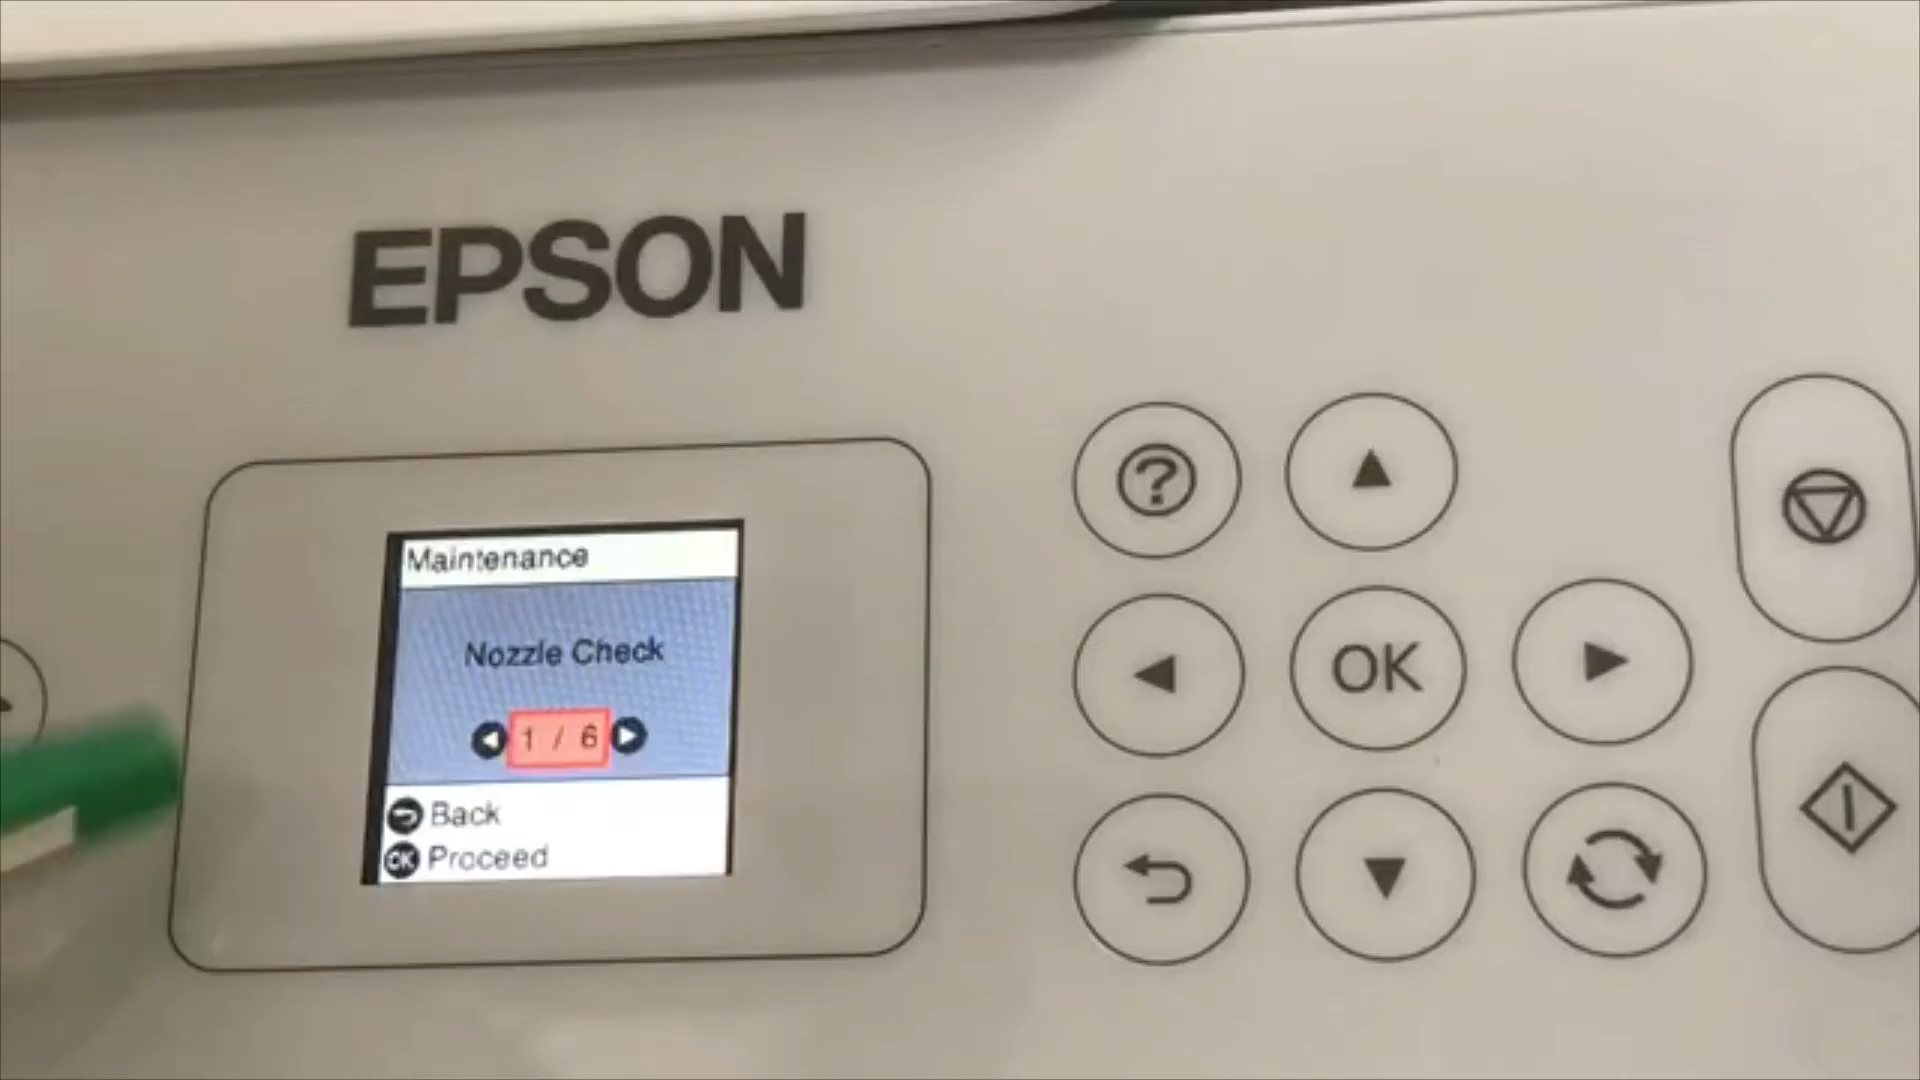 EPSON
Maintenance
Nozzle Check
1 / 6
Back
OK Proceed
OK